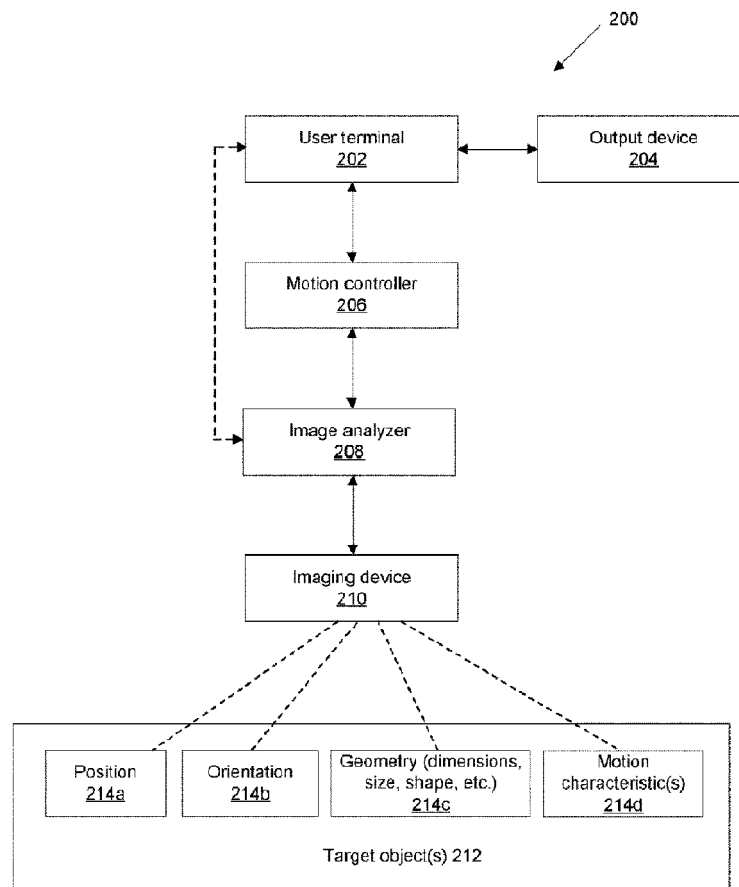 200
User terminal
202
Output device
204
Motion controller
206
Image analyzer
208
Imaging device
210
Position
214a
Orientation
214b
Geometry (dimensions,
size, shape, etc.)
214c
Motion
characteristic(s)
214d
Target object(s) 212